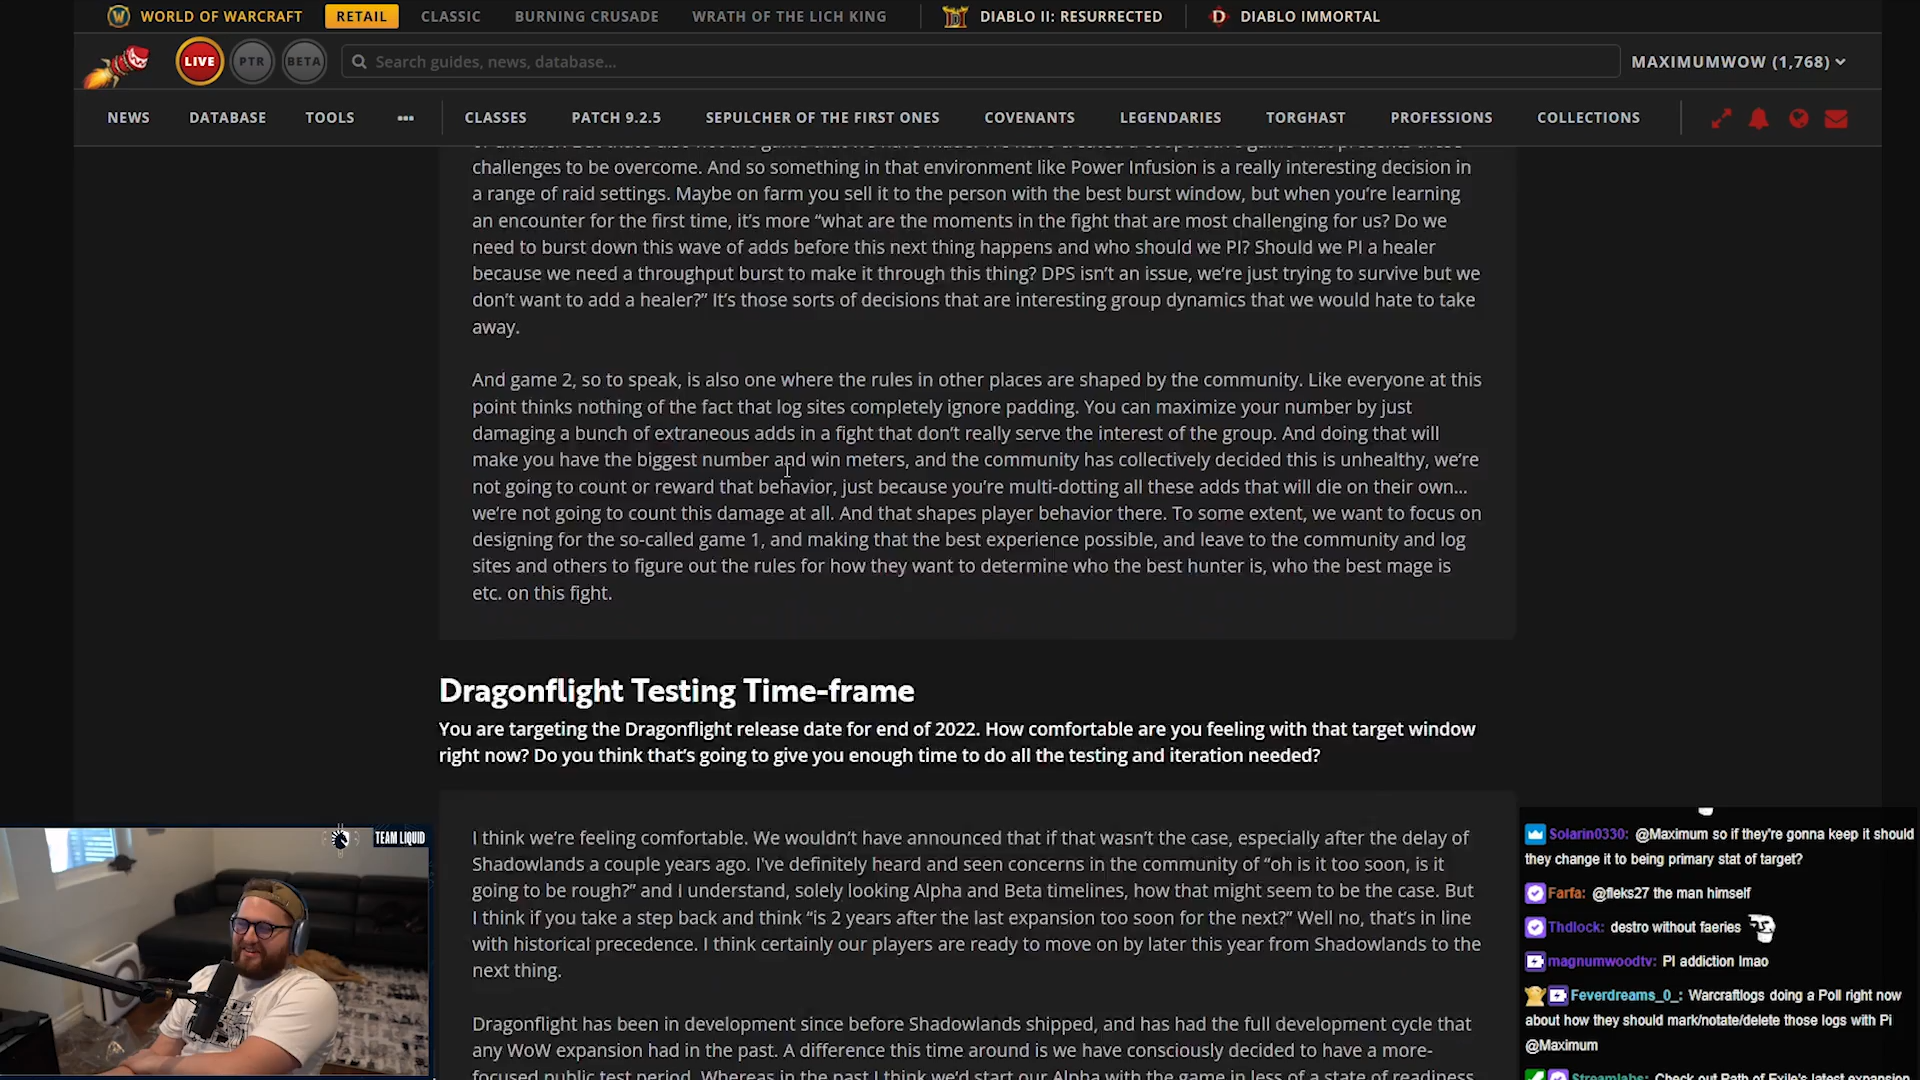 WORLD OF WARCRAFT RETAIL CLASSIC BURNING CRUSADE WRATH OF THE LICH KING DIABLO II: RESURRECTED DIABLO IMMORTAL
LIVE PTR BETA Search guides, news, database... MAXIMUMWOW (1,768)
NEWS DATABASE TOOLS ••• CLASSES PATCH 9.2.5 SEPULCHER OF THE FIRST ONES COVENANTS LEGENDARIES TORGHAST PROFESSIONS COLLECTIONS
challenges to be overcome. And so something in that environment like Power Infusion is a really interesting decision in
a range of raid settings. Maybe on farm you sell it to the person with the best burst window, but when you’re learning
an encounter for the first time, it’s more “what are the moments in the fight that are most challenging for us? Do we
need to burst down this wave of adds before this next thing happens and who should we PI? Should we PI a healer
because we need a throughput burst to make it through this thing? DPS isn’t an issue, we’re just trying to survive but we
don’t want to add a healer?” It’s those sorts of decisions that are interesting group dynamics that we would hate to take
away.
And game 2, so to speak, is also one where the rules in other places are shaped by the community. Like everyone at this
point thinks nothing of the fact that log sites completely ignore padding. You can maximize your number by just
damaging a bunch of extraneous adds in a fight that don’t really serve the interest of the group. And doing that will
make you have the biggest number and win meters, and the community has collectively decided this is unhealthy, we’re
not going to count or reward that behavior, just because you’re multi-dotting all these adds that will die on their own...
we’re not going to count this damage at all. And that shapes player behavior there. To some extent, we want to focus on
designing for the so-called game 1, and making that the best experience possible, and leave to the community and log
sites and others to figure out the rules for how they want to determine who the best hunter is, who the best mage is
etc. on this fight.
Dragonflight Testing Time-frame
You are targeting the Dragonflight release date for end of 2022. How comfortable are you feeling with that target window
right now? Do you think that’s going to give you enough time to do all the testing and iteration needed?
I think we’re feeling comfortable. We wouldn’t have announced that if that wasn’t the case, especially after the delay of
Shadowlands a couple years ago. I've definitely heard and seen concerns in the community of “oh is it too soon, is it
going to be rough?” and I understand, solely looking Alpha and Beta timelines, how that might seem to be the case. But
I think if you take a step back and think “is 2 years after the last expansion too soon for the next?” Well no, that’s in line
with historical precedence. I think certainly our players are ready to move on by later this year from Shadowlands to the
next thing.
Dragonflight has been in development since before Shadowlands shipped, and has had the full development cycle that
any WoW expansion had in the past. A difference this time around is we have consciously decided to have a more-
focused public test period. Whereas in the past I think we’d start our Alpha with the game in less of a state of readiness
TEAM LIQUID
Solarin0330: @Maximum so if they're gonna keep it should
they change it to being primary stat of target?
Farfa: @fleks27 the man himself
Thdlock: destro without faeries
magnumwoodtv: PI addiction lmao
Feverdreams_0_: Warcraftlogs doing a Poll right now
about how they should mark/notate/delete those logs with Pi
@Maximum
Streamlabs: Check out Path of Exile's latest expansion